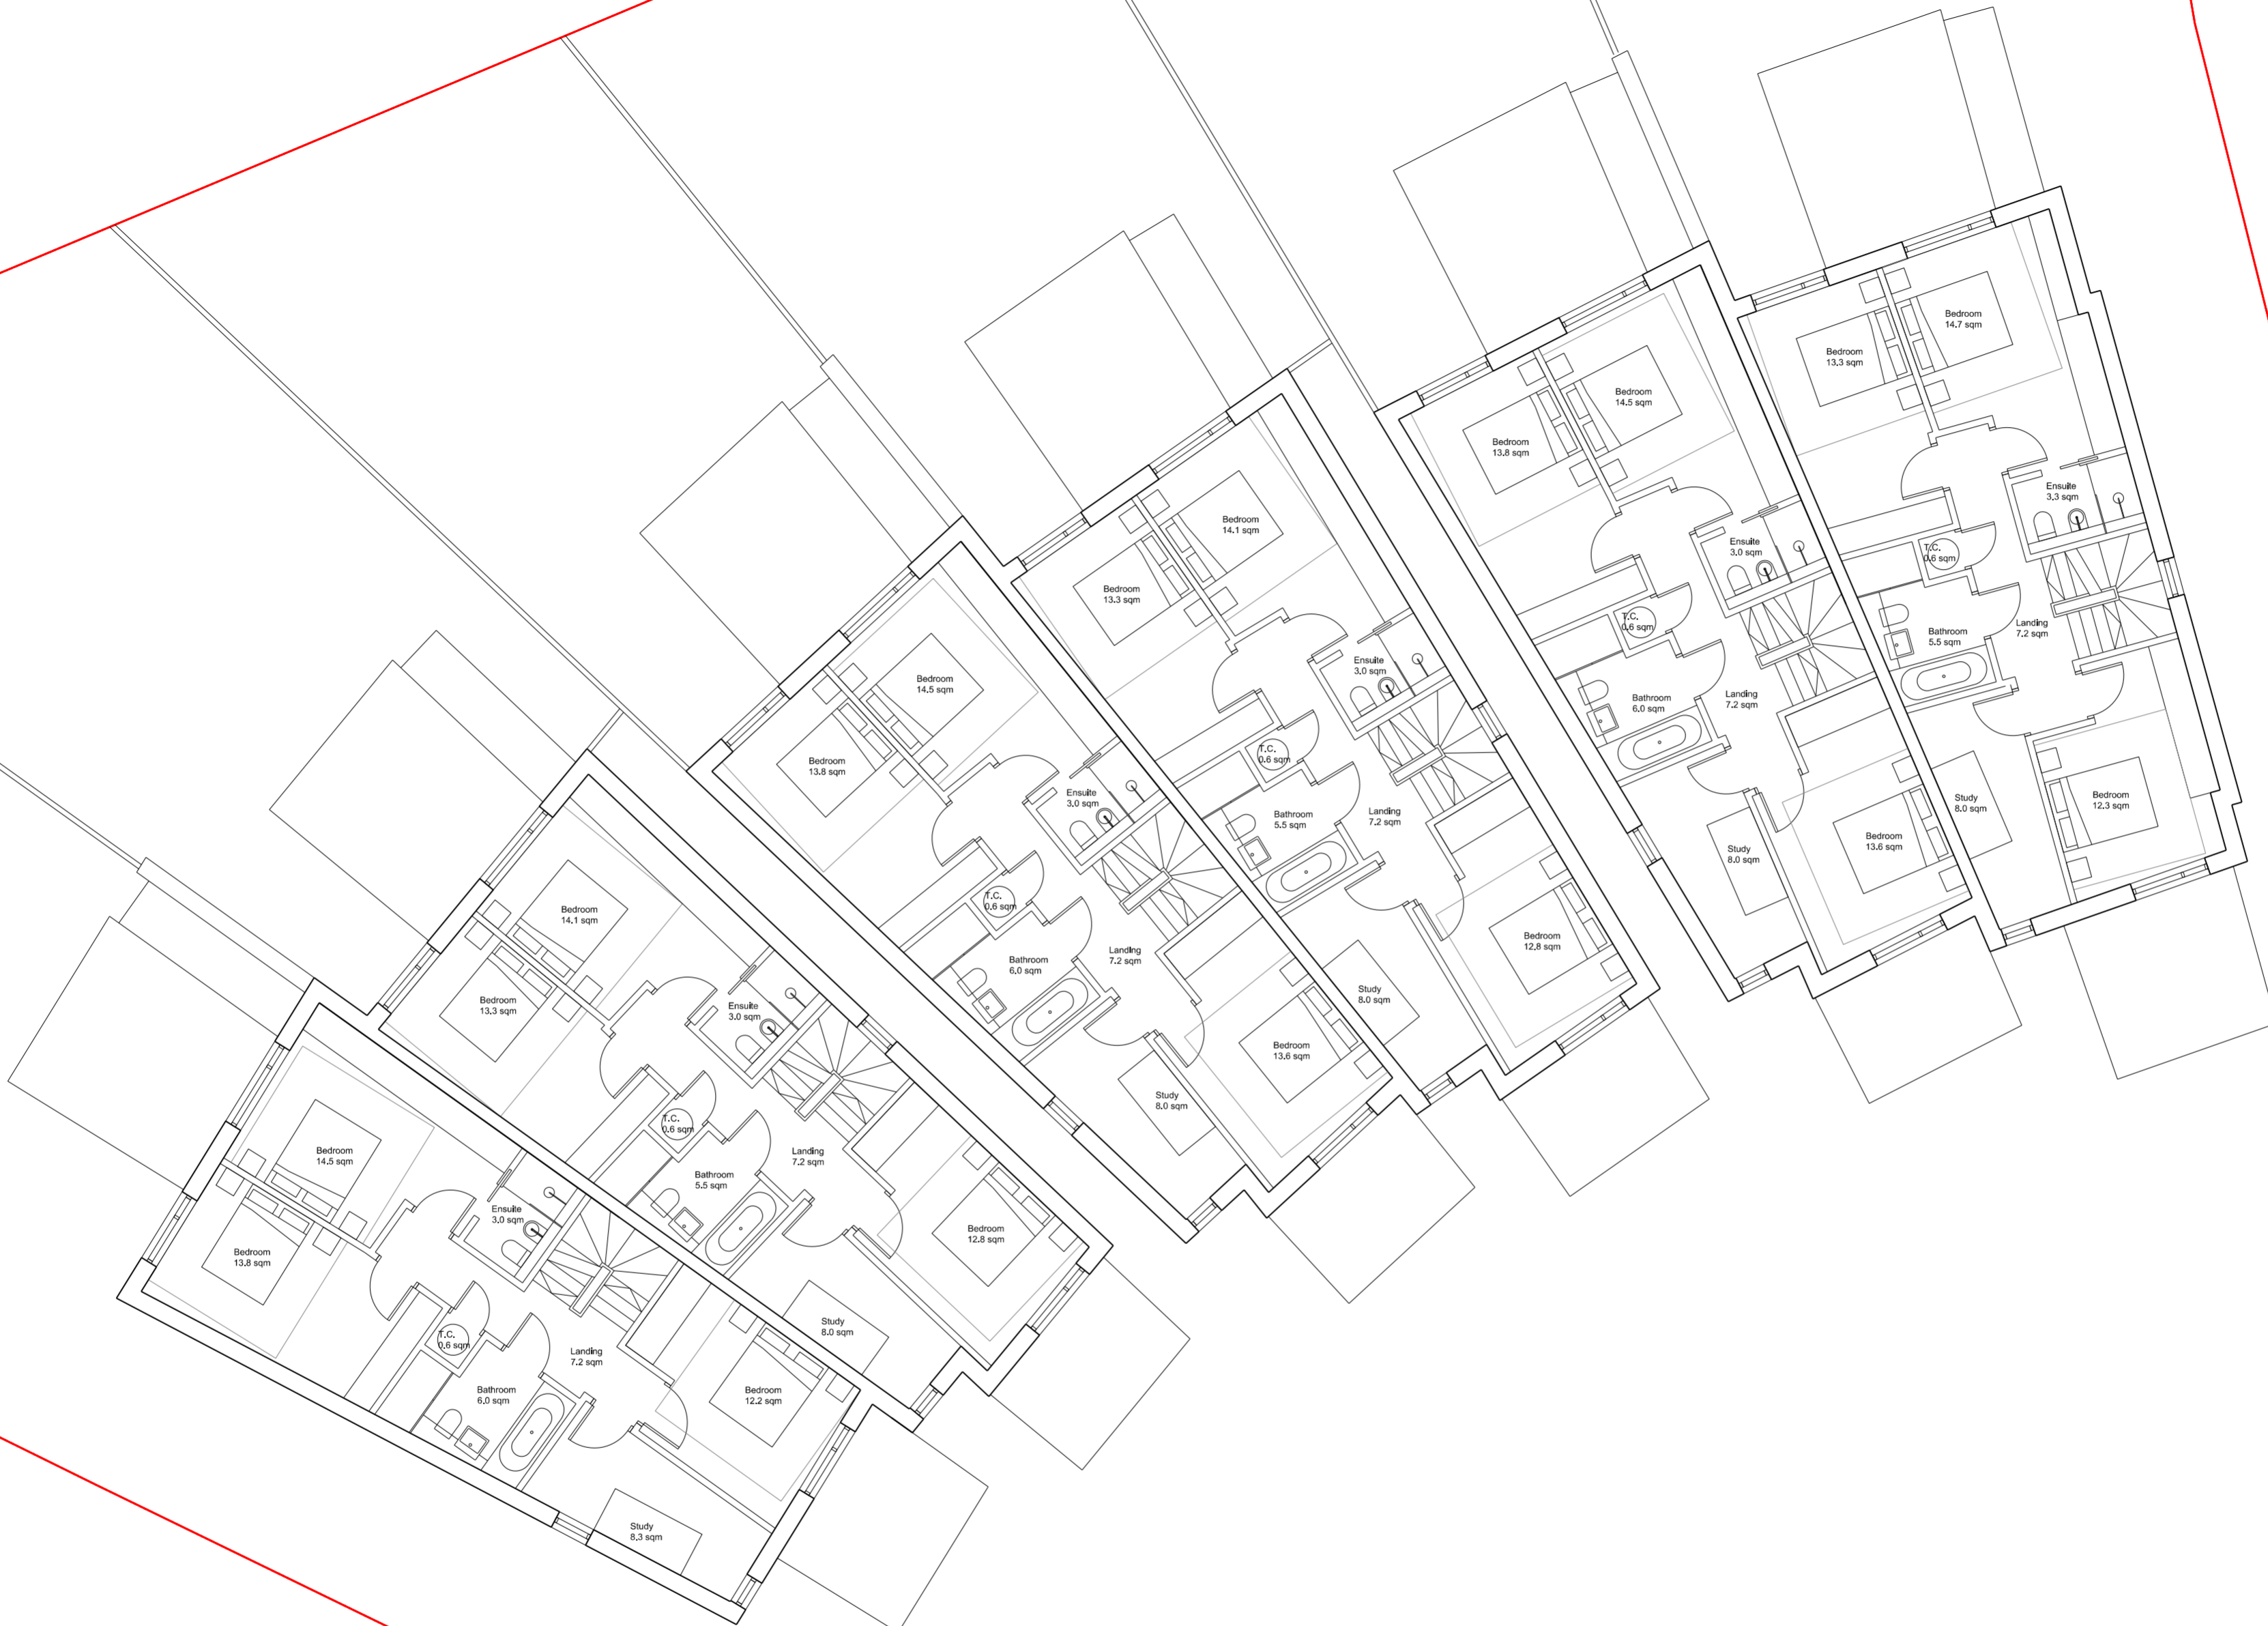 Bedroom
14.5 sqm
Bedroom
13.8 sqm
Ensuite
3.0 sqm
T.C.
0.6 sqm
Bathroom
6.0 sqm
Landing
7.2 sqm
Bedroom
12.2 sqm
Study
8.3 sqm
Bedroom
14.1 sqm
Bedroom
13.3 sqm
Ensuite
3.0 sqm
T.C.
0.6 sqm
Bathroom
5.5 sqm
Landing
7.2 sqm
Bedroom
12.8 sqm
Study
8.0 sqm
Bedroom
14.5 sqm
Bedroom
13.8 sqm
Ensuite
3.0 sqm
T.C.
0.6 sqm
Bathroom
6.0 sqm
Landing
7.2 sqm
Bedroom
13.6 sqm
Study
8.0 sqm
Bedroom
14.1 sqm
Bedroom
13.3 sqm
Ensuite
3.0 sqm
T.C.
0.6 sqm
Bathroom
5.5 sqm
Landing
7.2 sqm
Bedroom
12.8 sqm
Study
8.0 sqm
Bedroom
14.5 sqm
Bedroom
13.8 sqm
Ensuite
3.0 sqm
T.C.
0.6 sqm
Bathroom
6.0 sqm
Landing
7.2 sqm
Bedroom
13.6 sqm
Study
8.0 sqm
Bedroom
14.7 sqm
Bedroom
13.3 sqm
Ensuite
3.3 sqm
T.C.
0.6 sqm
Bathroom
5.5 sqm
Landing
7.2 sqm
Bedroom
12.3 sqm
Study
8.0 sqm